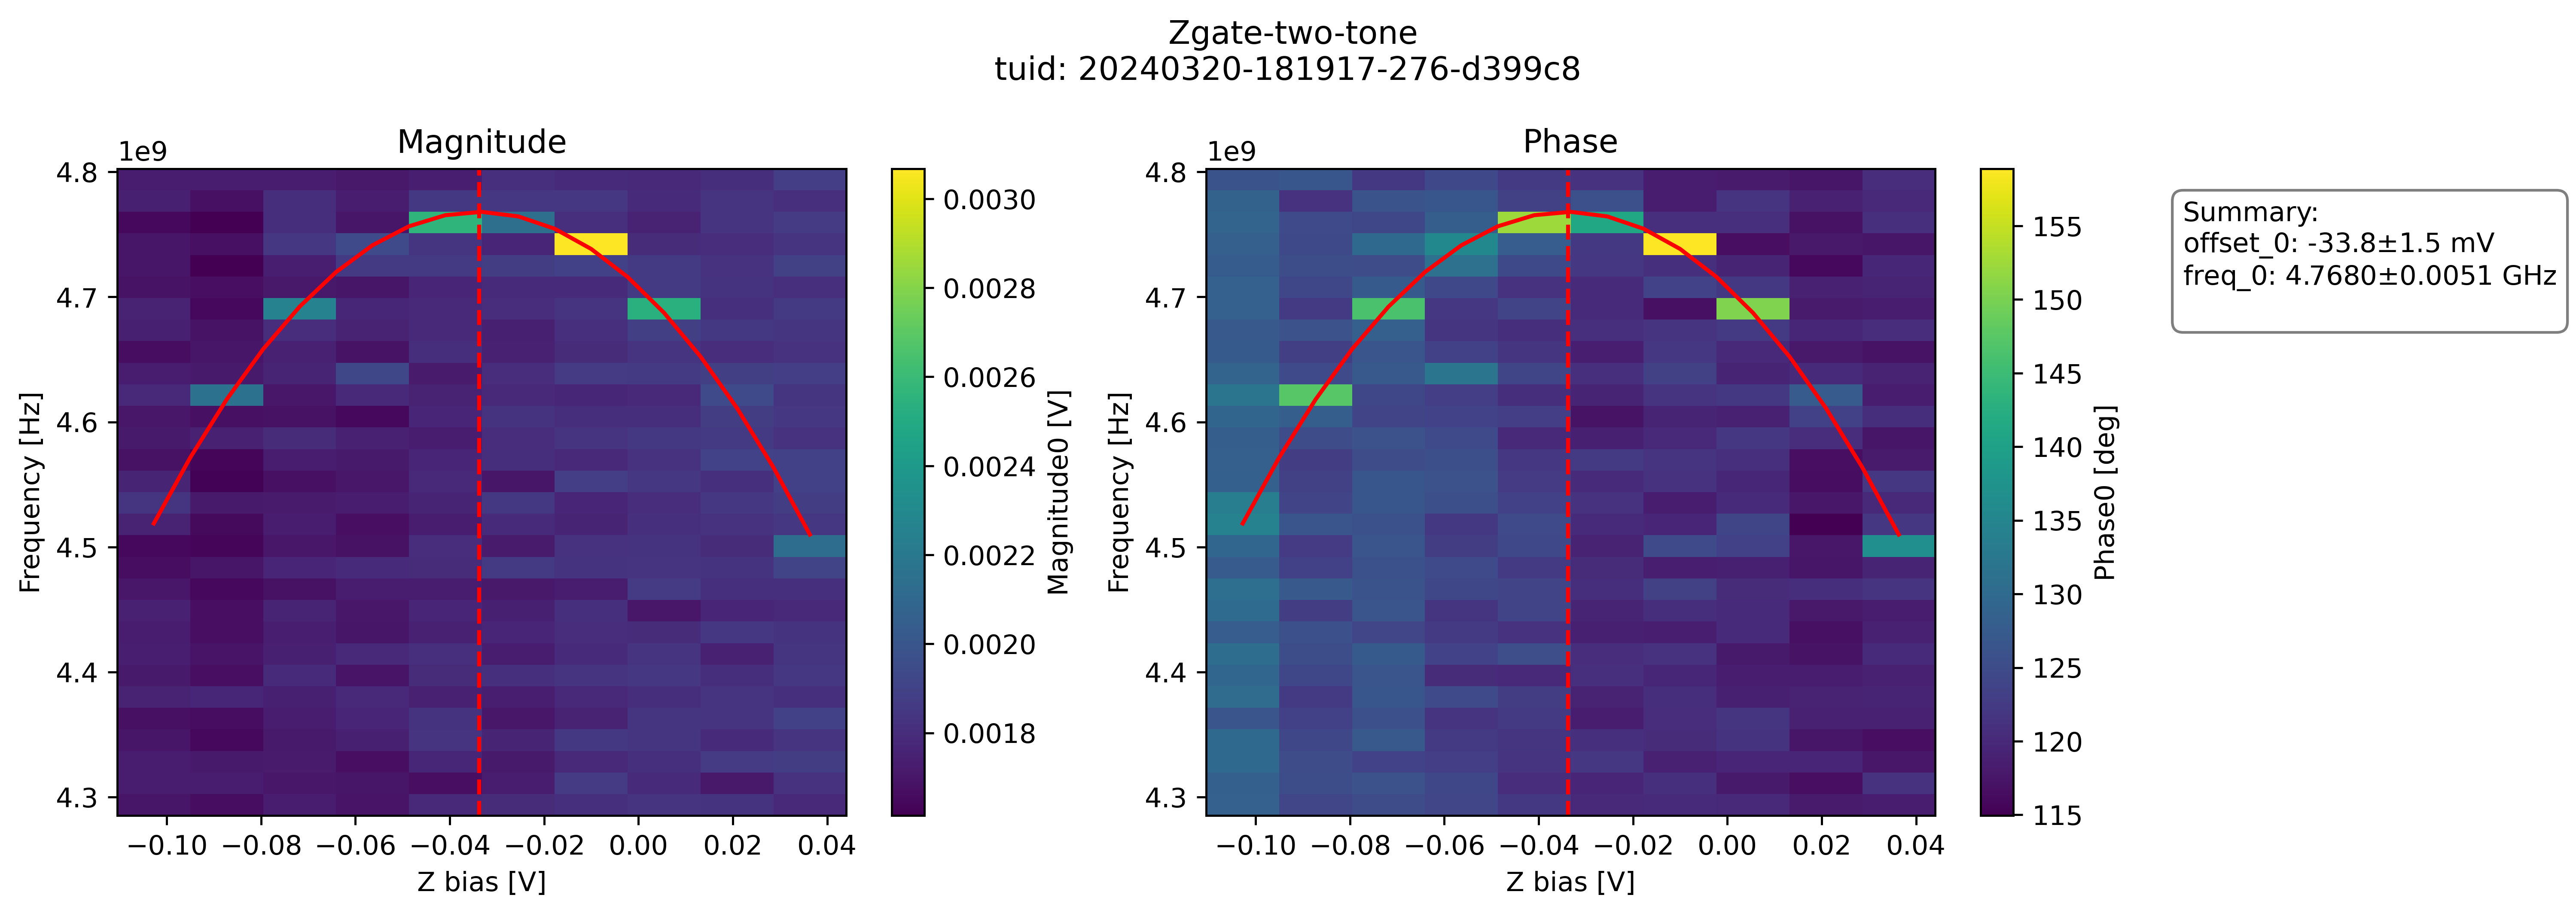 Zgate-two-tone
tuid: 20240320-181917-276-d399c8
Magnitude
1e9
4.8
4.7
4.6
4.5
4.4
4.3
Frequency [Hz]
−0.10 −0.08 −0.06 −0.04 −0.02 0.00 0.02 0.04
Z bias [V]
0.0030
0.0028
0.0026
0.0024
0.0022
0.0020
0.0018
Magnitude0 [V]
Phase
1e9
4.8
4.7
4.6
4.5
4.4
4.3
Frequency [Hz]
−0.10 −0.08 −0.06 −0.04 −0.02 0.00 0.02 0.04
Z bias [V]
155
150
145
140
135
130
125
120
115
Phase0 [deg]
Summary:
offset_0: -33.8±1.5 mV
freq_0: 4.7680±0.0051 GHz